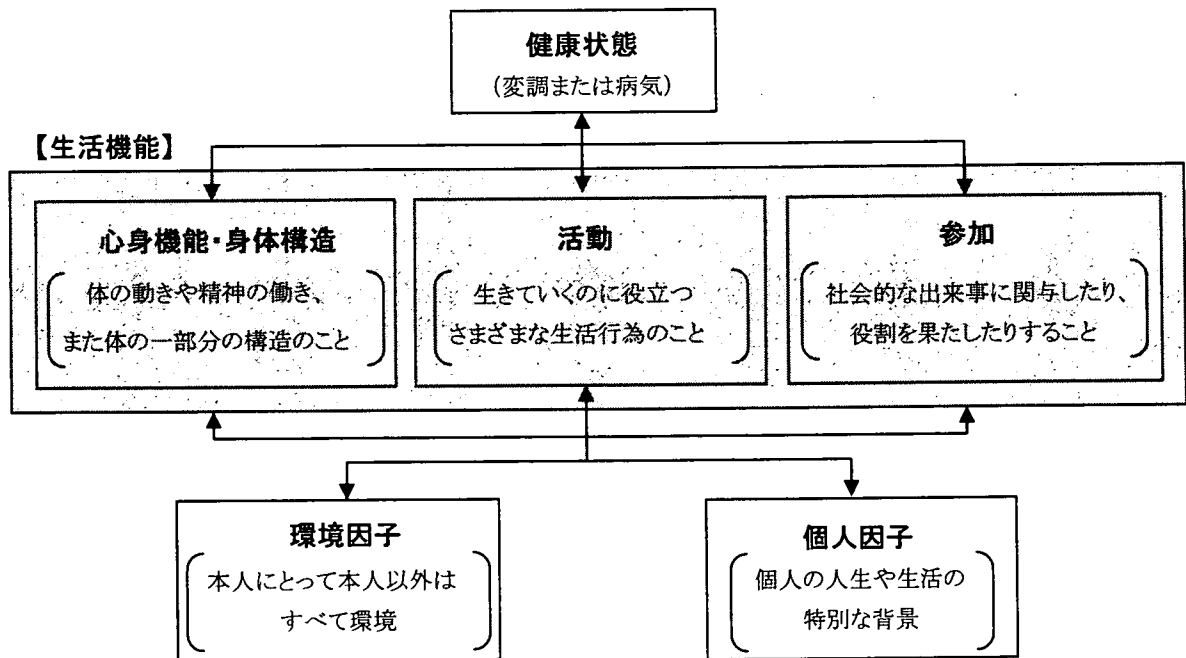 健康状態
(変調または病気)
【生活機能】
心身機能・身体構造
体の動きや精神の働き、
また体の一部分の構造のこと
活動
生きていくのに役立つ
さまざまな生活行為のこと
参加
社会的な出来事に関与したり、
役割を果たしたりすること
環境因子
本人にとって本人以外は
すべて環境
個人因子
個人の人生や生活の
特別な背景